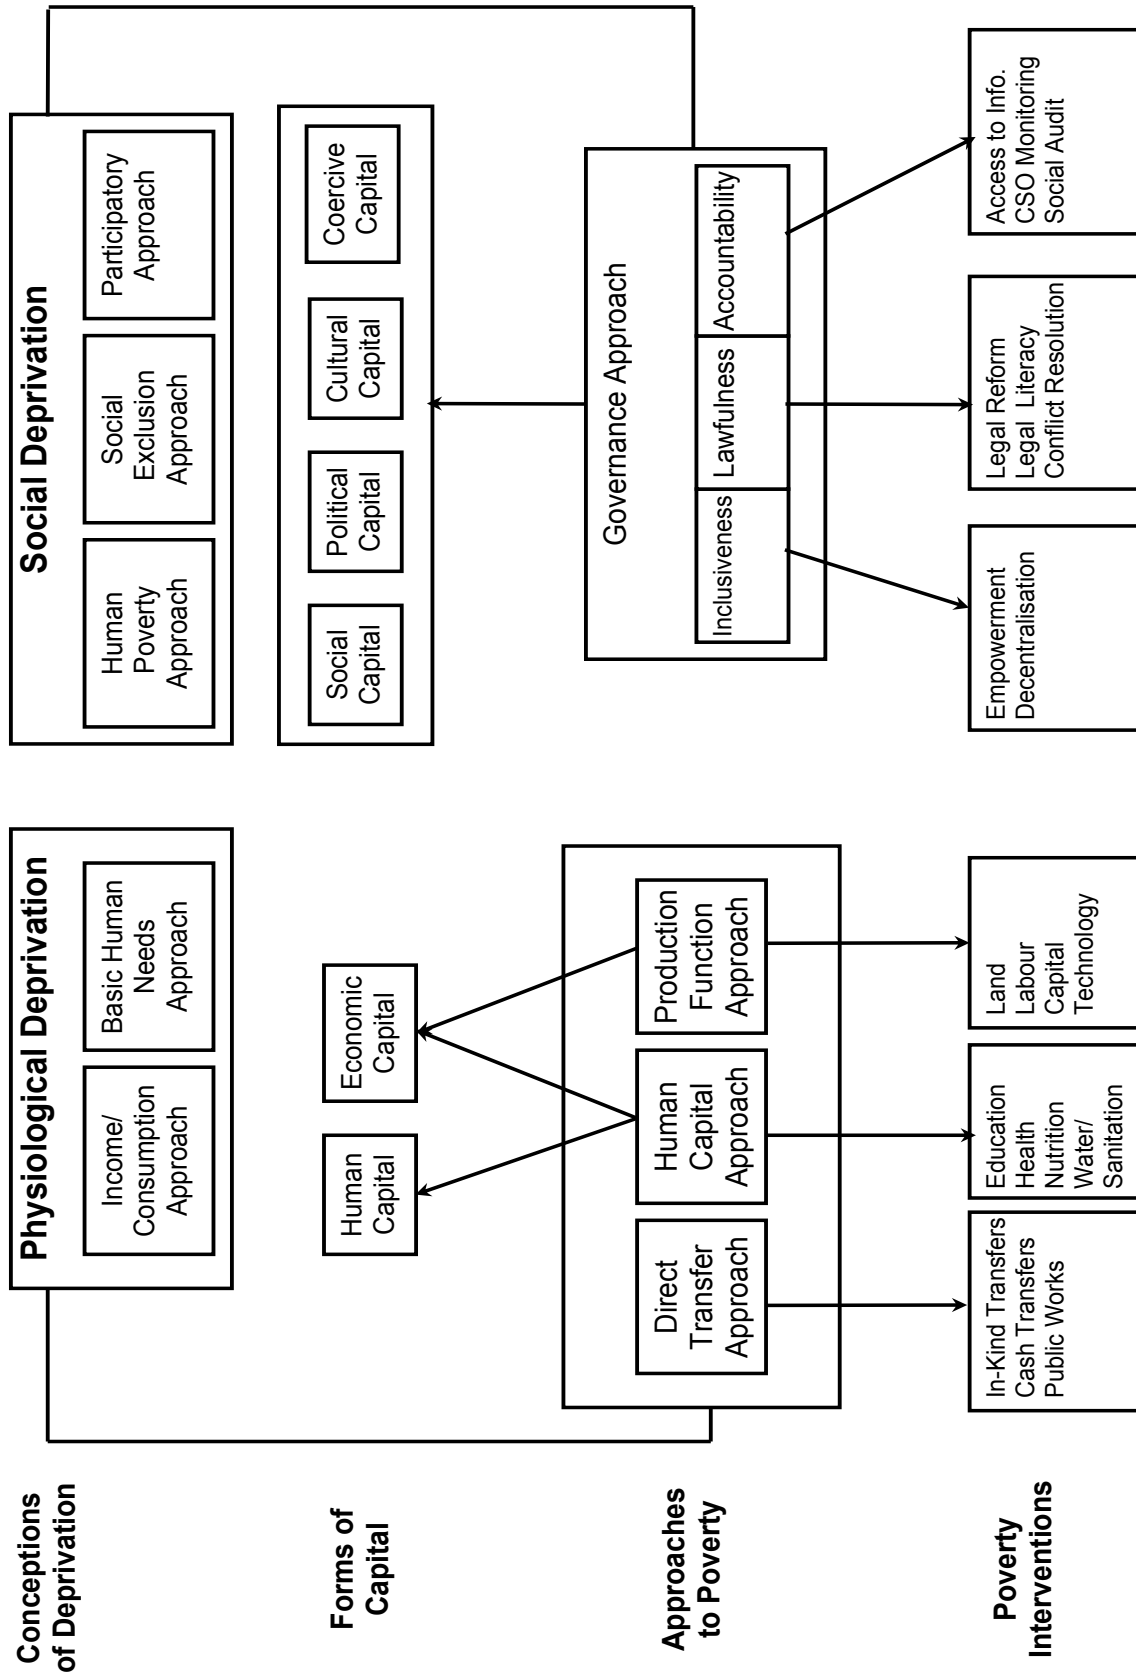 Conceptions
of Deprivation
Physiological Deprivation
Income/
Consumption
Approach
Basic Human
Needs
Approach
Social Deprivation
Human
Poverty
Approach
Social
Exclusion
Approach
Participatory
Approach
Forms of
Capital
Human
Capital
Economic
Capital
Social
Capital
Political
Capital
Cultural
Capital
Coercive
Capital
Approaches
to Poverty
Direct
Transfer
Approach
Human
Capital
Approach
Production
Function
Approach
Governance Approach
Inclusiveness
Lawfulness
Accountability
Poverty
Interventions
In-Kind Transfers
Cash Transfers
Public Works
Education
Health
Nutrition
Water/
Sanitation
Land
Labour
Capital
Technology
Empowerment
Decentralisation
Legal Reform
Legal Literacy
Conflict Resolution
Access to Info.
CSO Monitoring
Social Audit